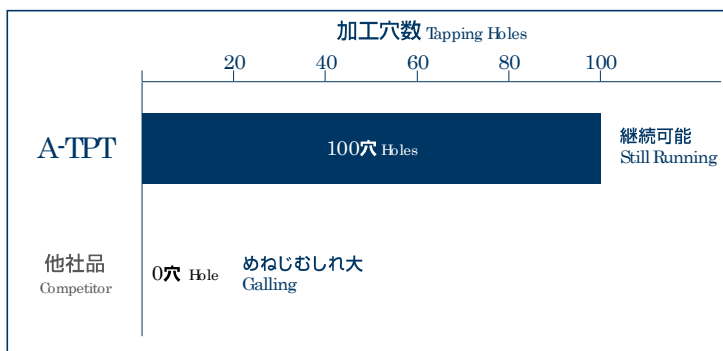 加工穴数 Tapping Holes
20 40 60 80 100
A-TPT
100穴 Holes
継続可能
Still Running
他社品
Competitor
0穴 Hole
めねじむしれ大
Galling